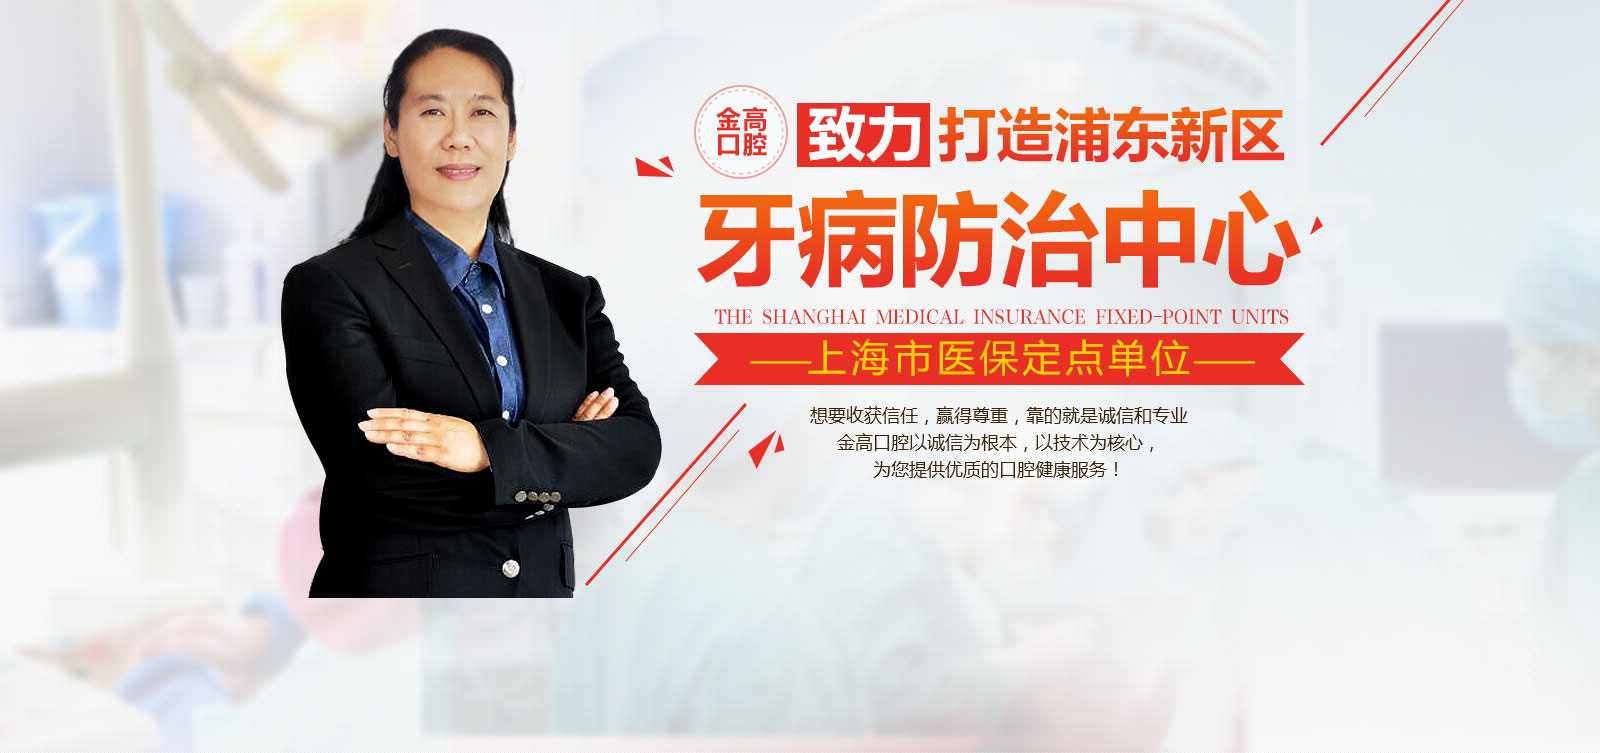 金高
口腔
致力打造浦东新区
牙病防治中心
THE SHANGHAI MEDICAL INSURANCE FIXED-POINT UNITS
——上海市医保定点单位——
想要收获信任，赢得尊重，靠的就是诚信和专业
金高口腔以诚信为根本，以技术为核心，
为您提供优质的口腔健康服务！